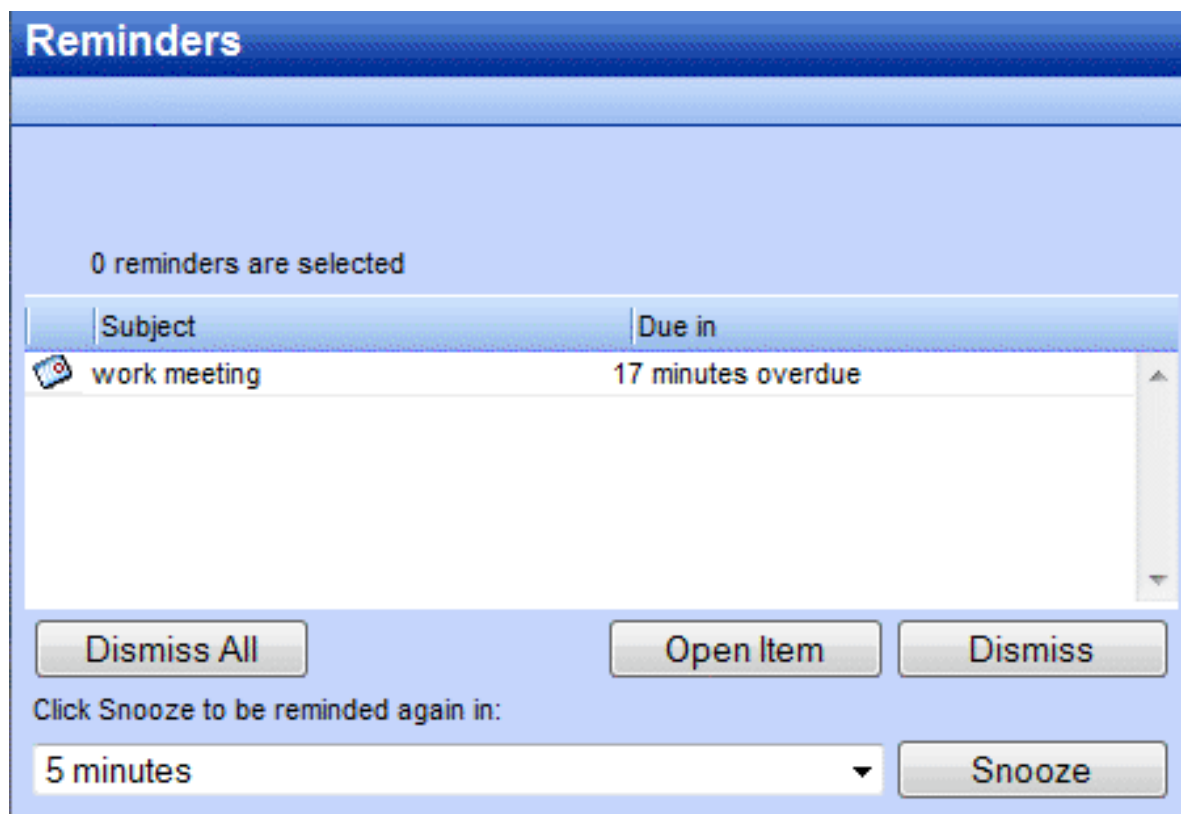 Reminders
0 reminders are selected
Subject Due in
work meeting 17 minutes overdue
Dismiss All Open Item Dismiss
Click Snooze to be reminded again in:
5 minutes Snooze